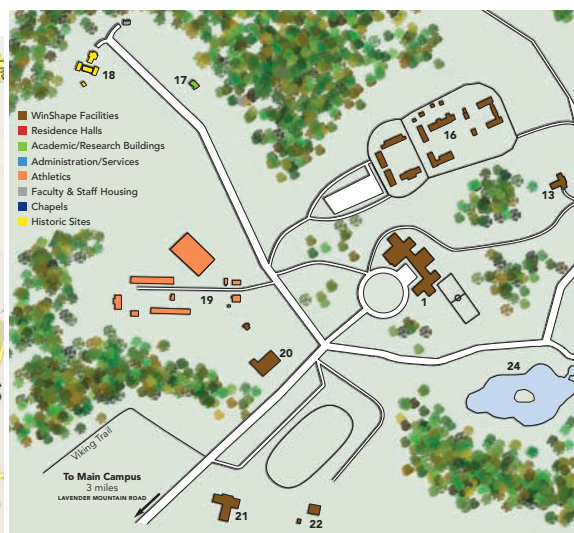 18
17
WinShape Facilities
Residence Halls
Academic/Research Buildings
Administration/Services
Athletics
Faculty & Staff Housing
Chapels
Historic Sites
16
13
19
1
20
24
Viking Trail
To Main Campus
3 miles
LAVENDER MOUNTAIN ROAD
21
22